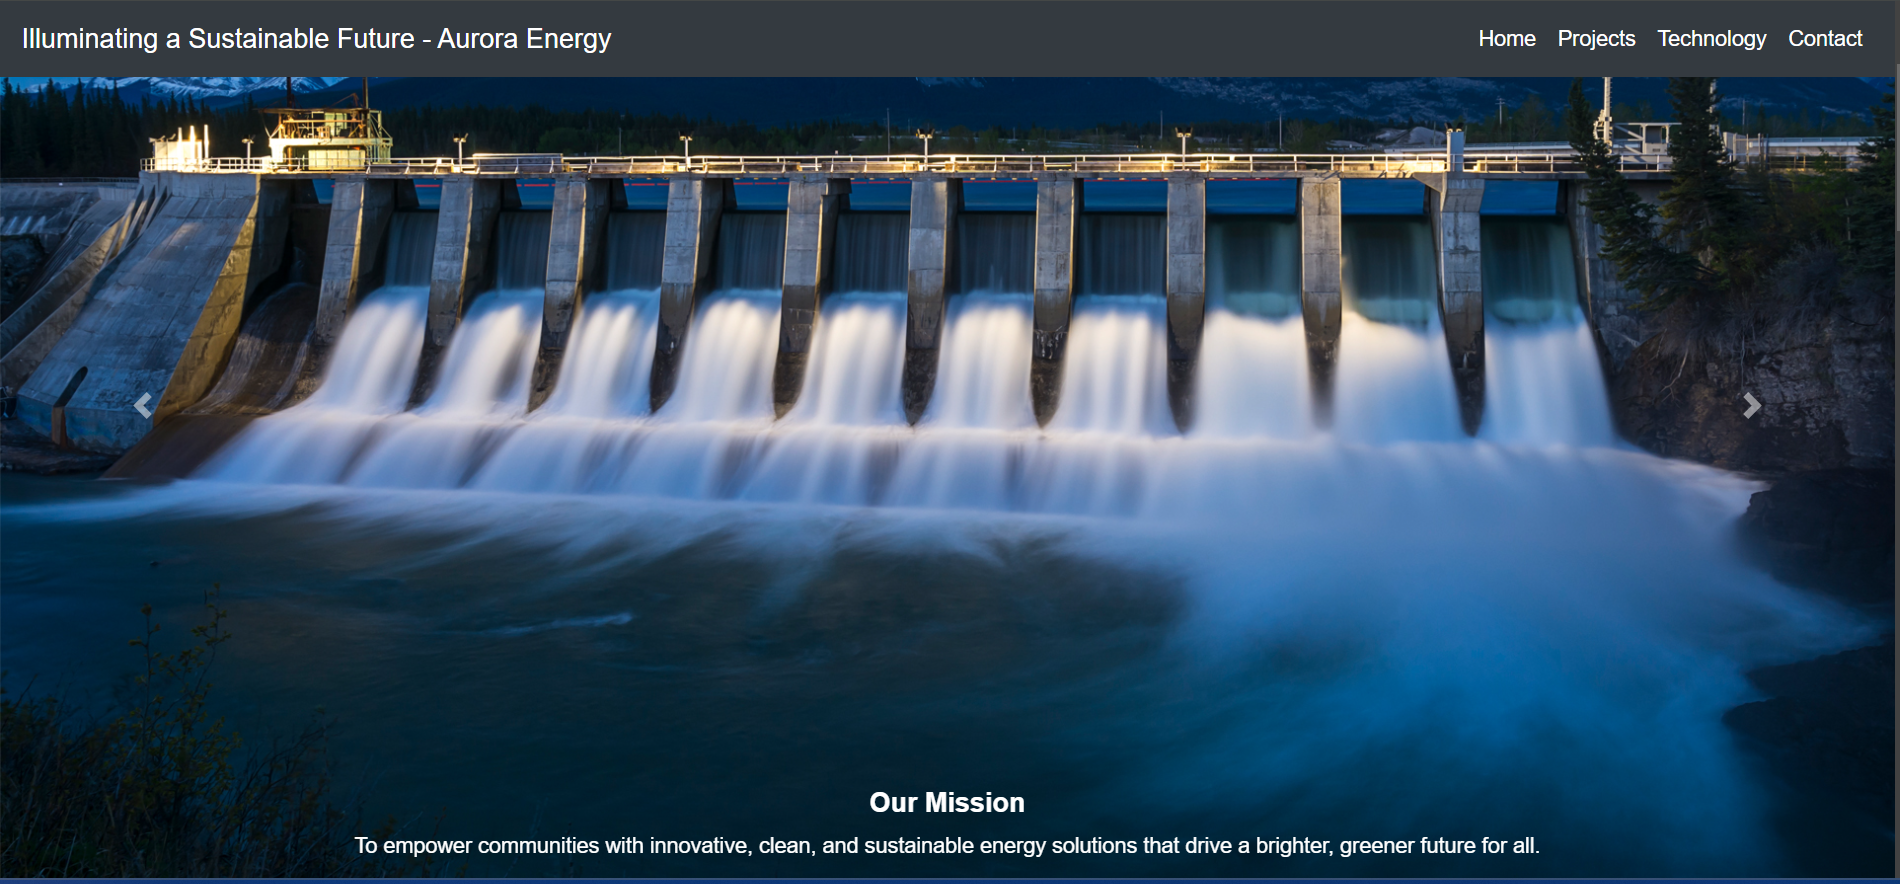 Illuminating a Sustainable Future - Aurora Energy
Home Projects Technology Contact
Our Mission
To empower communities with innovative, clean, and sustainable energy solutions that drive a brighter, greener future for all.